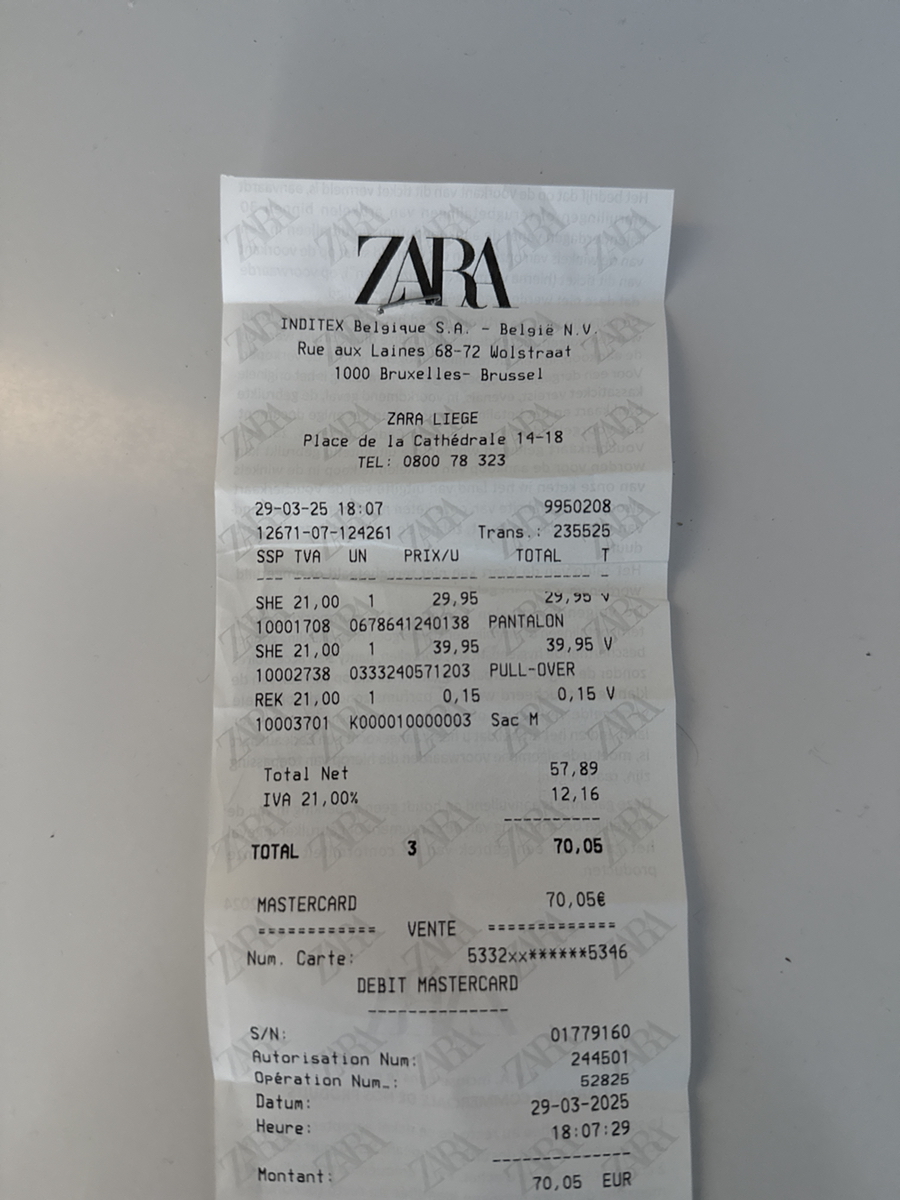 ZARA
INDITEX Belgique S.A. - België N.V.
Rue aux Laines 68-72 Wolstraat
1000 Bruxelles- Brussel
ZARA LIEGE
Place de la Cathédrale 14-18
TEL: 0800 78 323
29-03-25 18:07 9950208
12671-07-124261 Trans.: 235525
SSP TVA UN PRIX/U TOTAL T
--- ------ --- ---------- ----------- -
SHE 21,00 1 29,95 29,95 V
10001708 0678641240138 PANTALON
SHE 21,00 1 39,95 39,95 V
10002738 0333240571203 PULL-OVER
REK 21,00 1 0,15 0,15 V
10003701 K000010000003 Sac M
Total Net 57,89
IVA 21,00% 12,16
----------
TOTAL 3 70,05
MASTERCARD 70,05€
============ VENTE =============
Num. Carte: 5332xx******5346
DEBIT MASTERCARD
--------------
S/N: 01779160
Autorisation Num: 244501
Opération Num_: 52825
Datum: 29-03-2025
Heure: 18:07:29
--------------
Montant: 70,05 EUR